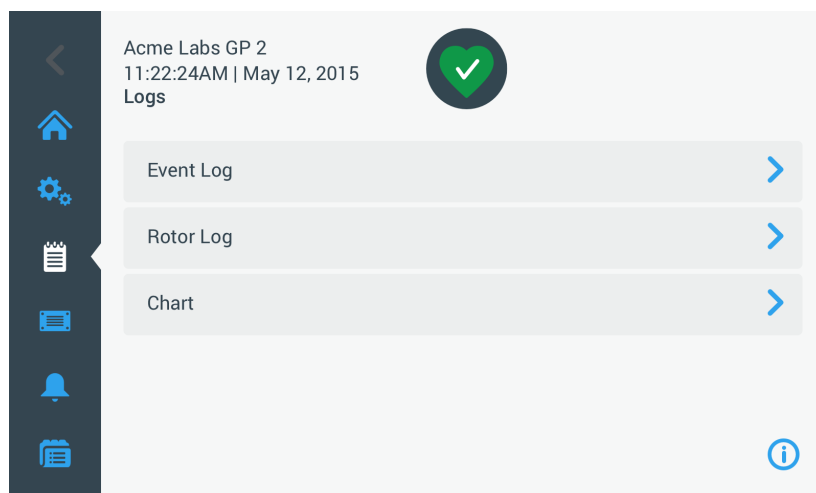 Acme Labs GP 2
11:22:24AM | May 12, 2015
Logs
Event Log
Rotor Log
Chart